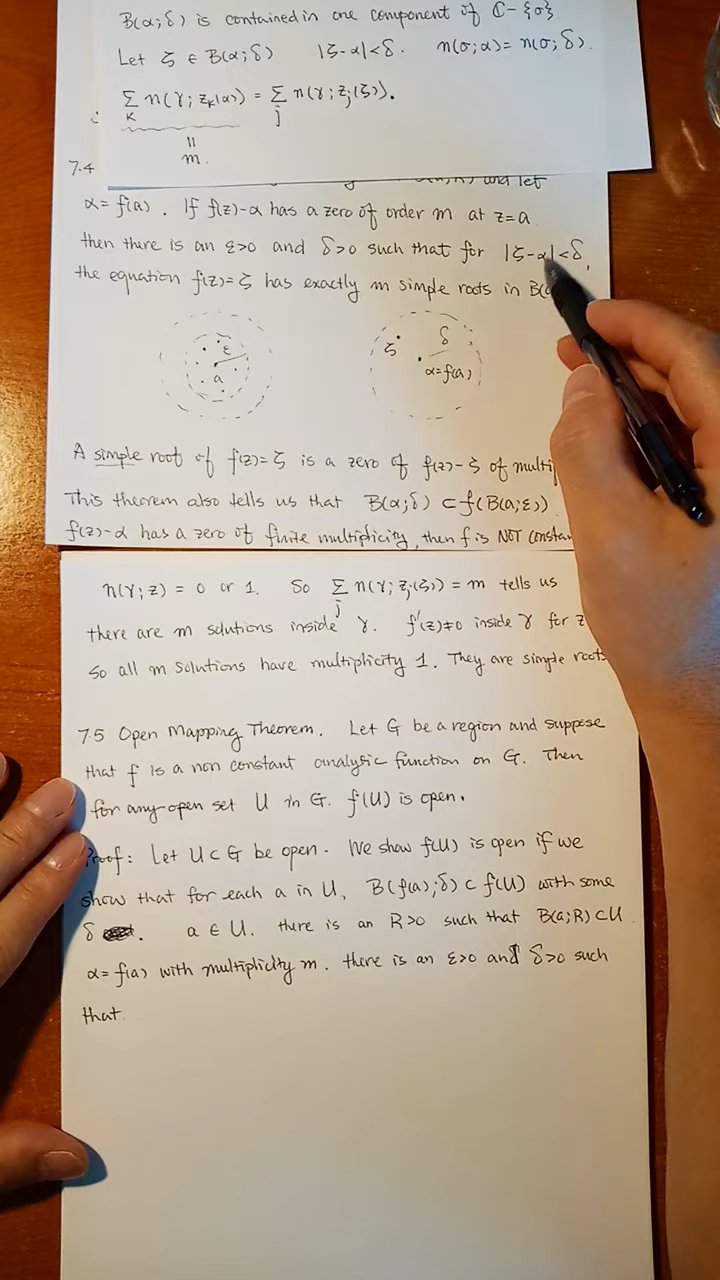 B(α;δ) is contained in one component of ℂ-{σ}
Let ζ ∈ B(α;δ) |ζ-α|<δ. n(σ;α)=n(σ;δ).
∑ n(γ; z_k(α)) = ∑ n(γ; z_j(ζ)).
k j
||
m.
7.4
and let
α=f(a). If f(z)-α has a zero of order m at z=a
then there is an ε>0 and δ>0 such that for |ζ-α|<δ,
the equation f(z)=ζ has exactly m simple roots in B(a
ε a
ζ δ α=f(a)
A simple root of f(z)=ζ is a zero of f(z)-ζ of multi
This theorem also tells us that B(α;δ) ⊂ f(B(a;ε))
f(z)-α has a zero of finite multiplicity, then f is NOT constan
n(γ;z) = 0 or 1. So ∑ n(γ; z_j(ζ)) = m tells us
j
there are m solutions inside γ. f'(z)≠0 inside γ for z
So all m solutions have multiplicity 1. They are simple roots
7.5 Open Mapping Theorem. Let G be a region and suppose
that f is a non constant analytic function on G. Then
for any open set U in G. f(U) is open.
Proof: Let U⊂G be open. We show f(U) is open if we
show that for each a in U, B(f(a);δ) ⊂ f(U) with some
δ . a ∈ U. there is an R>0 such that B(a;R)⊂U
α=f(a) with multiplicity m. there is an ε>0 and δ>0 such
that